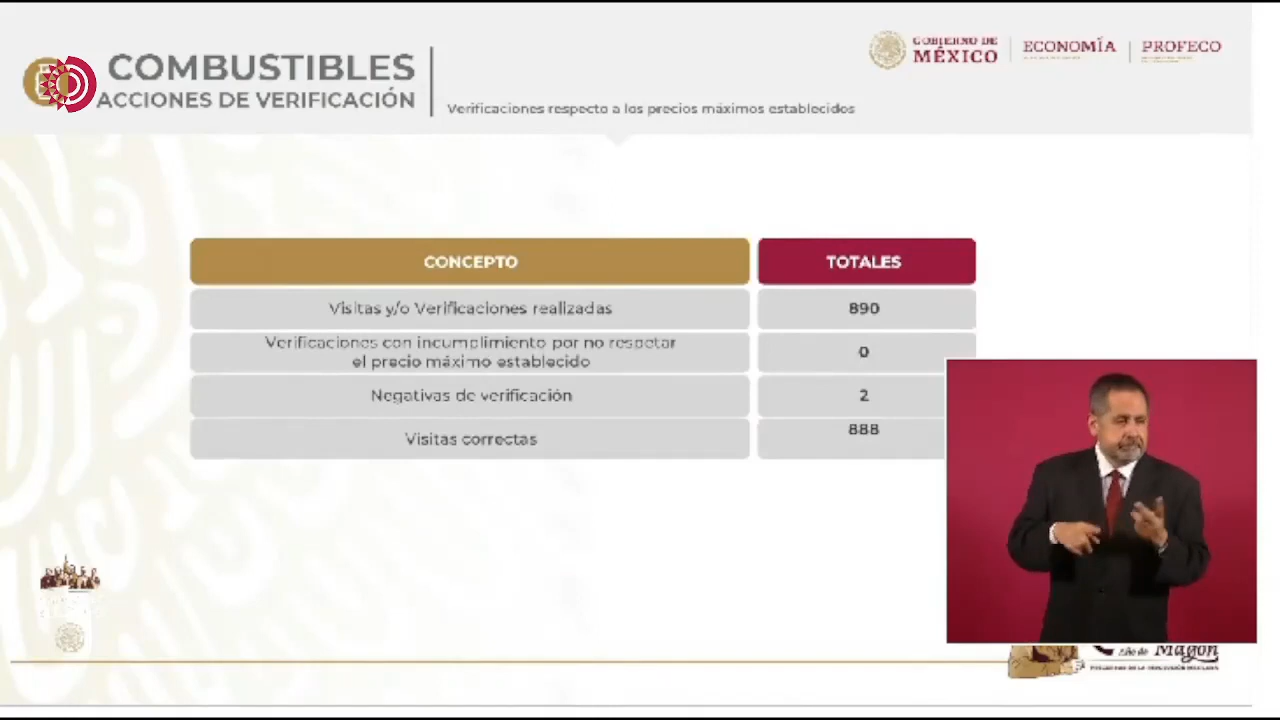 COMBUSTIBLES
ACCIONES DE VERIFICACIÓN
Verificaciones respecto a los precios máximos establecidos
GOBIERNO DE
MÉXICO
ECONOMÍA
PROFECO
CONCEPTO
TOTALES
Visitas y/o Verificaciones realizadas
890
Verificaciones con incumplimiento por no respetar
el precio máximo establecido
0
Negativas de verificación
2
Visitas correctas
888
Año de Magón